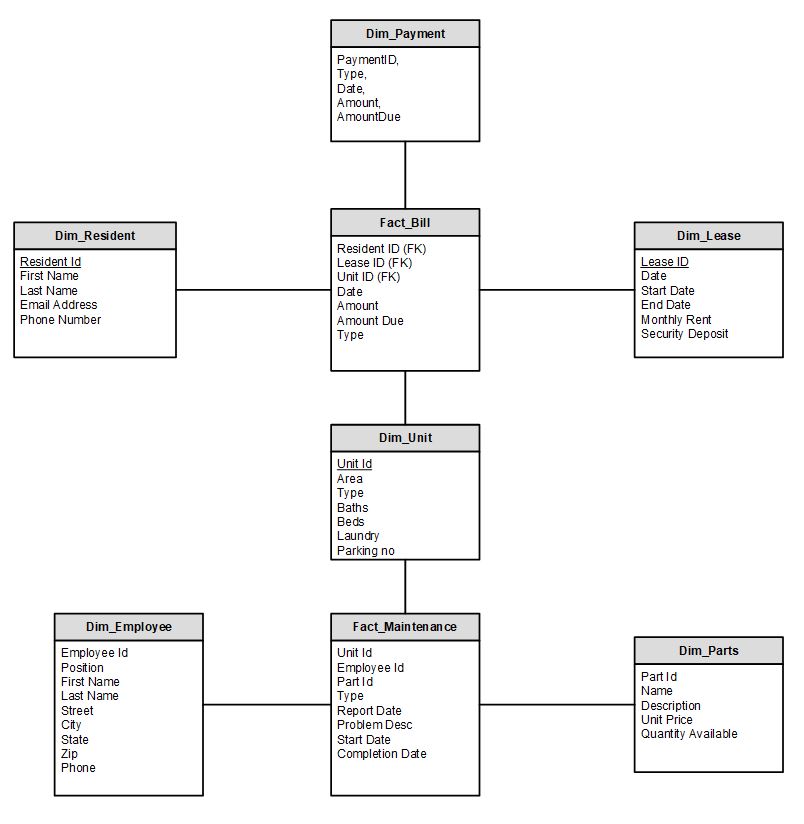 Dim_Payment
PaymentID,
Type,
Date,
Amount,
AmountDue
Dim_Resident
Resident Id
First Name
Last Name
Email Address
Phone Number
Fact_Bill
Resident ID (FK)
Lease ID (FK)
Unit ID (FK)
Date
Amount
Amount Due
Type
Dim_Lease
Lease ID
Date
Start Date
End Date
Monthly Rent
Security Deposit
Dim_Unit
Unit Id
Area
Type
Baths
Beds
Laundry
Parking no
Dim_Employee
Employee Id
Position
First Name
Last Name
Street
City
State
Zip
Phone
Fact_Maintenance
Unit Id
Employee Id
Part Id
Type
Report Date
Problem Desc
Start Date
Completion Date
Dim_Parts
Part Id
Name
Description
Unit Price
Quantity Available